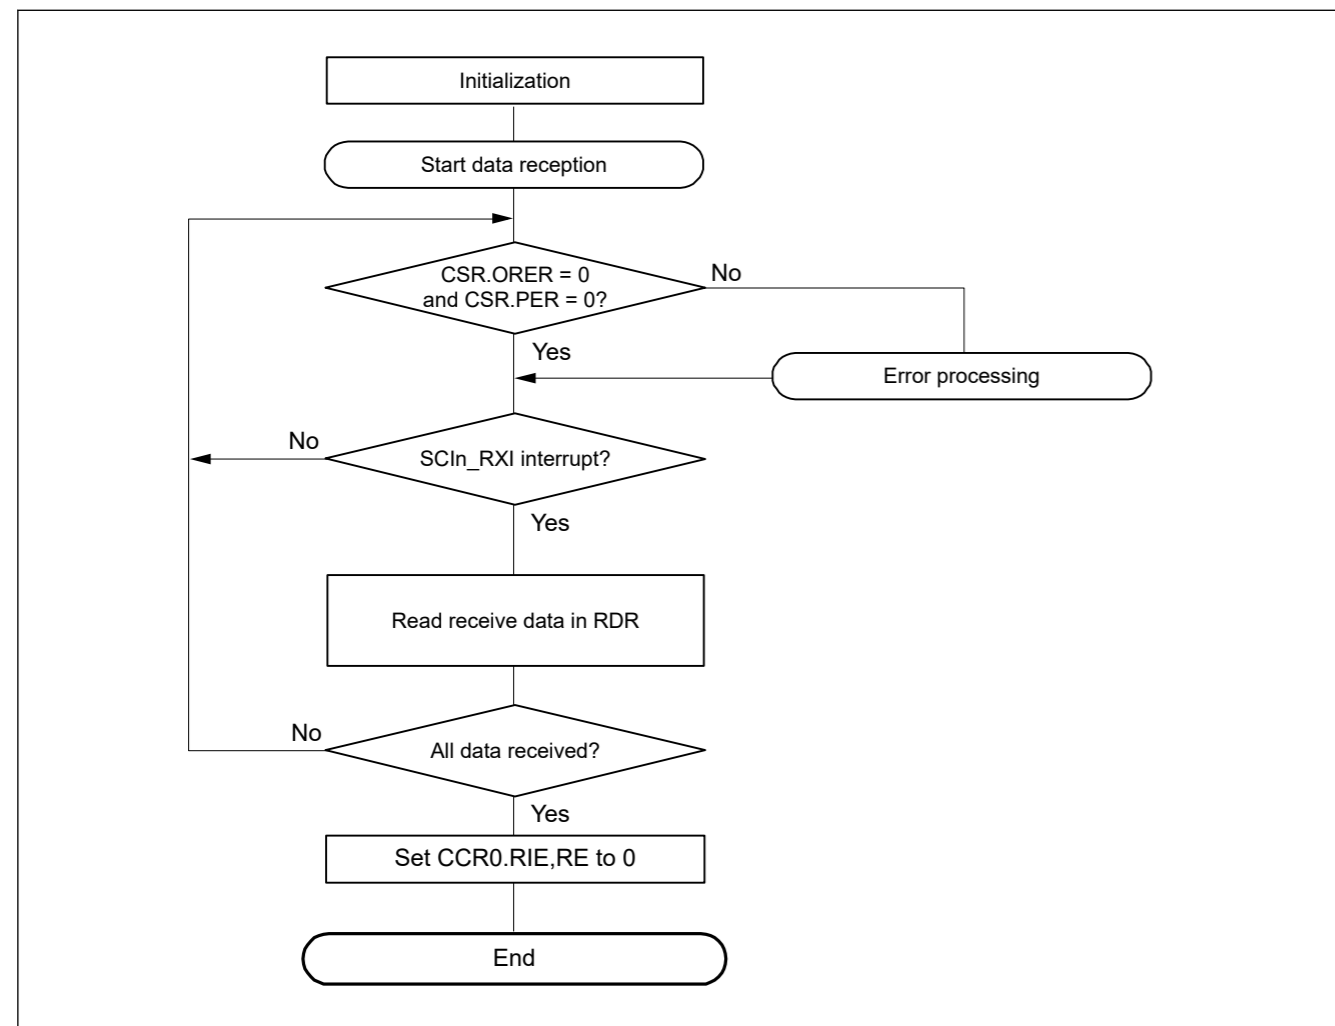 Initialization
Start data reception
CSR.ORER = 0
and CSR.PER = 0?
No
Yes
Error processing
No
SCIn_RXI interrupt?
Yes
Read receive data in RDR
No
All data received?
Yes
Set CCR0.RIE,RE to 0
End